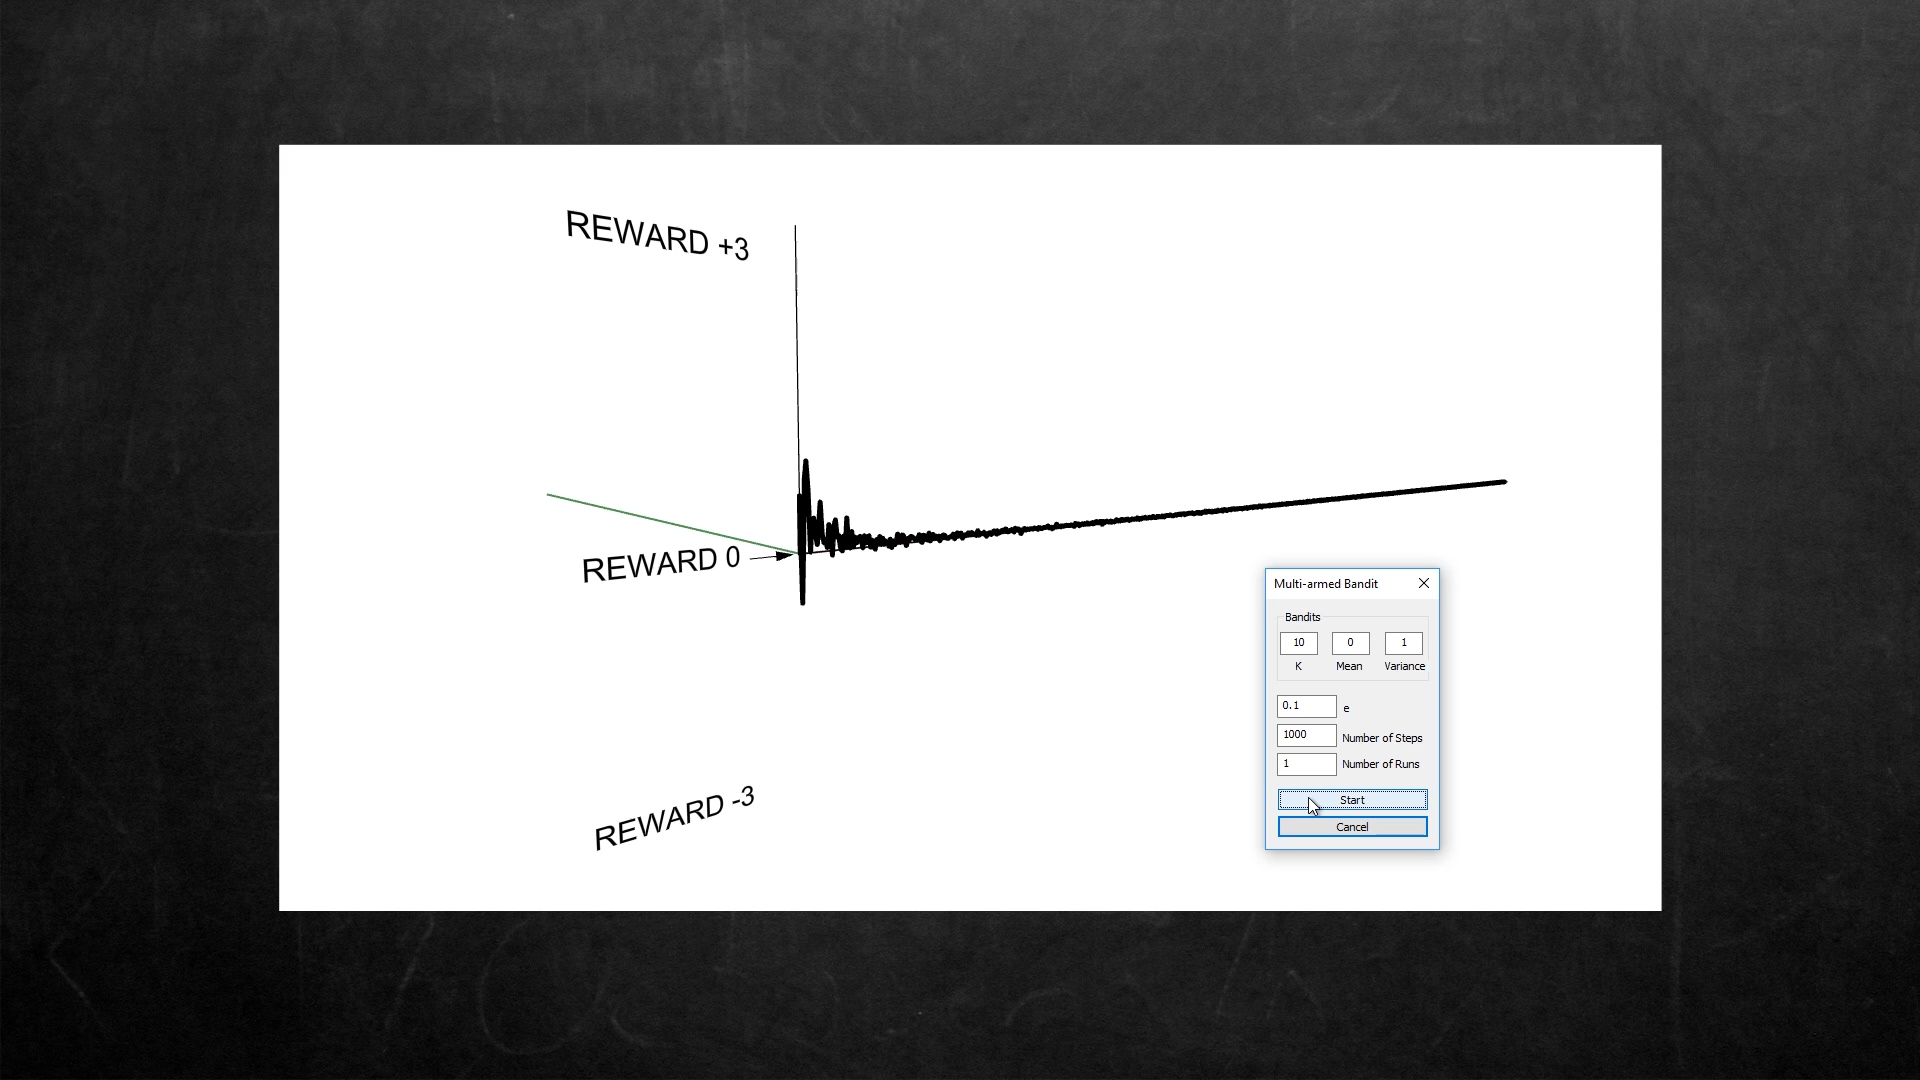 REWARD +3
REWARD 0
REWARD -3
Multi-armed Bandit
Bandits
10 0 1
K Mean Variance
0.1 e
1000 Number of Steps
1 Number of Runs
Start
Cancel